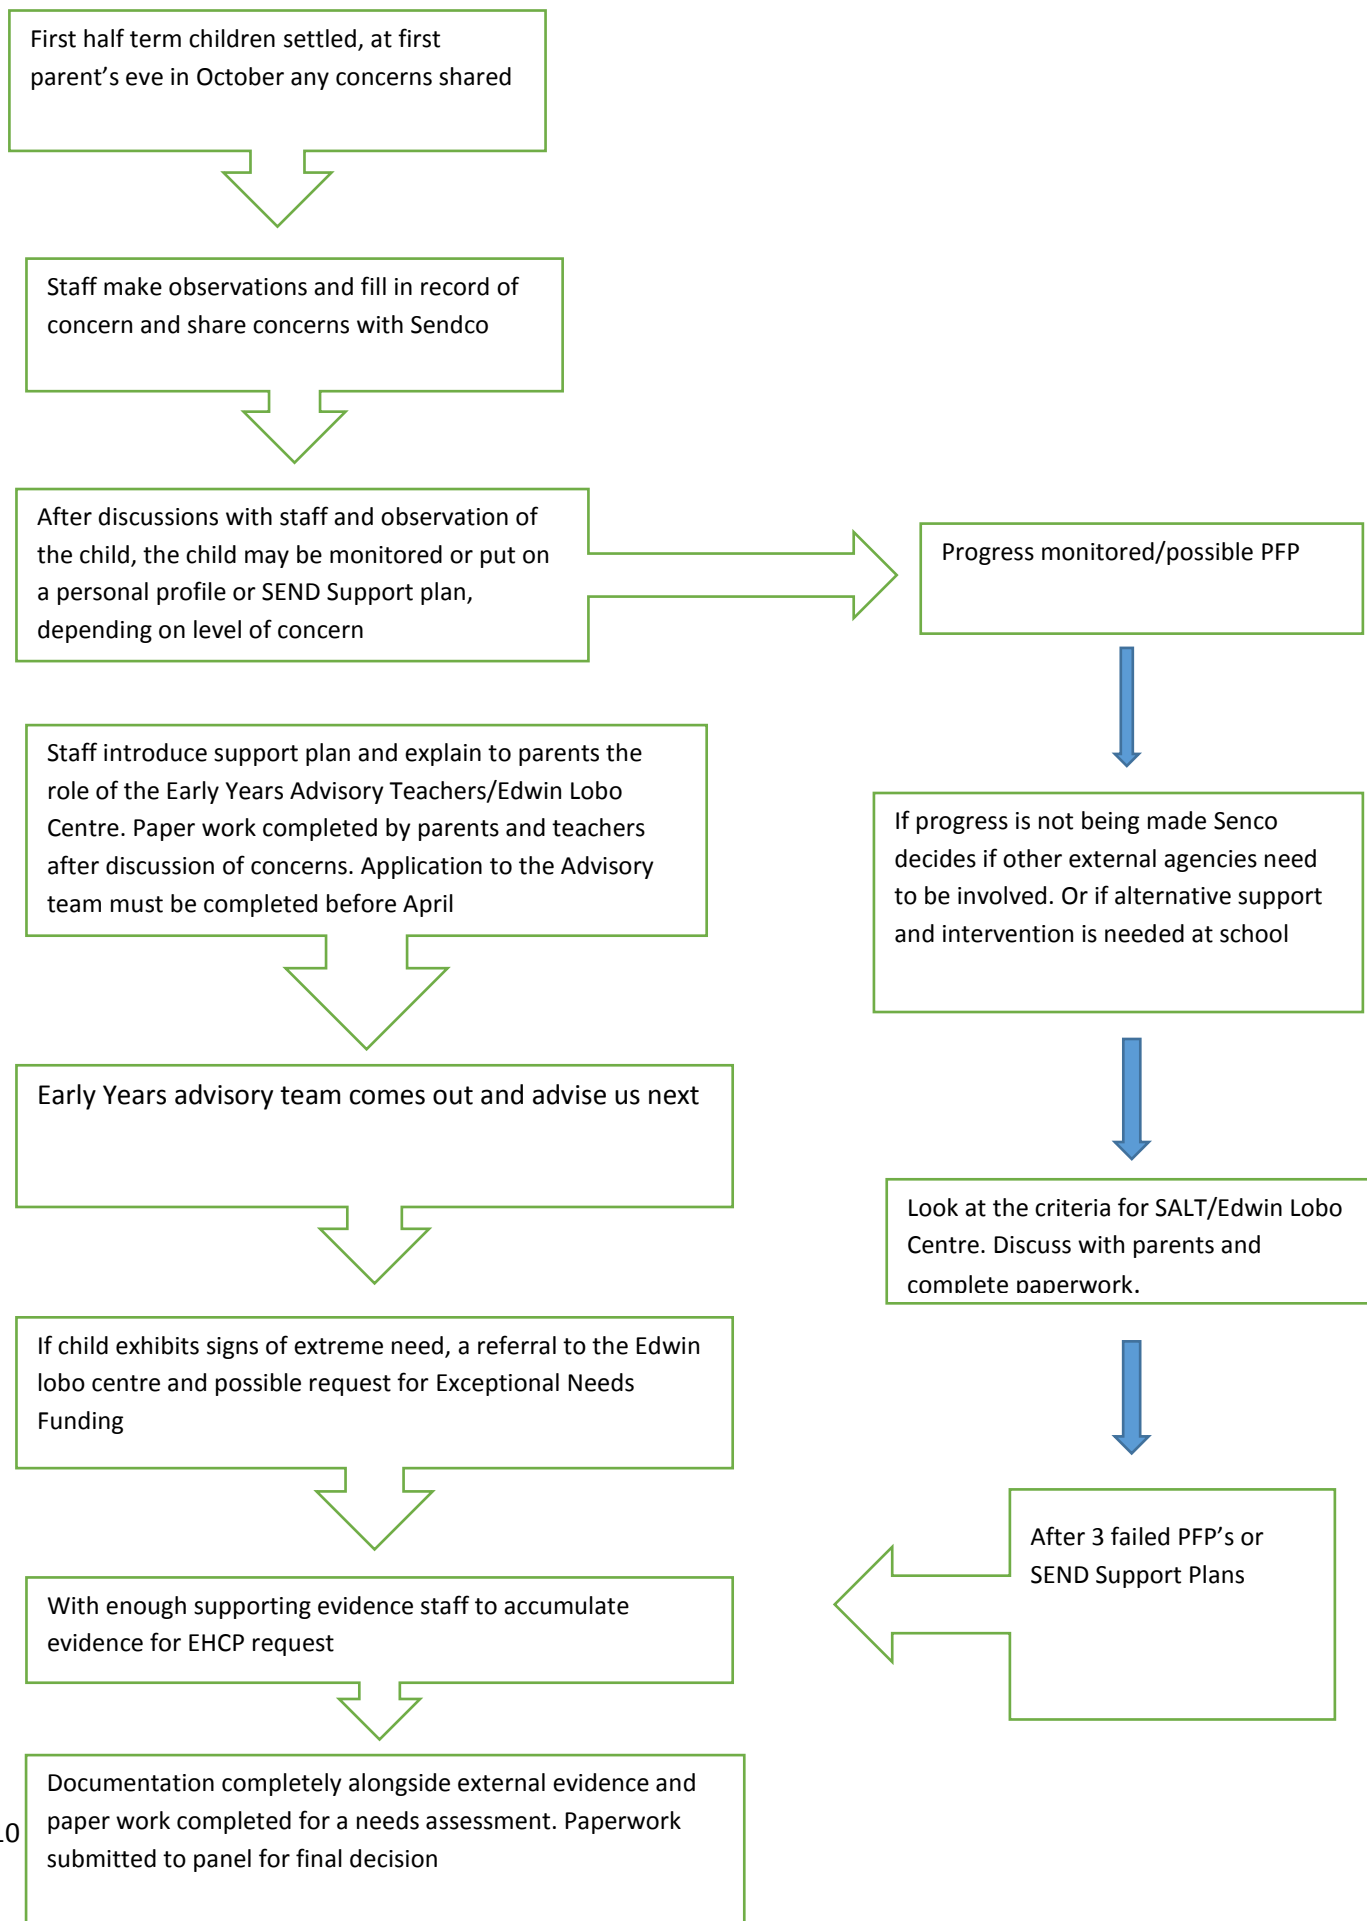 First half term children settled, at first
parent’s eve in October any concerns shared
Staff make observations and fill in record of
concern and share concerns with Sendco
After discussions with staff and observation of
the child, the child may be monitored or put on
a personal profile or SEND Support plan,
depending on level of concern
Progress monitored/possible PFP
Staff introduce support plan and explain to parents the
role of the Early Years Advisory Teachers/Edwin Lobo
Centre. Paper work completed by parents and teachers
after discussion of concerns. Application to the Advisory
team must be completed before April
If progress is not being made Senco
decides if other external agencies need
to be involved. Or if alternative support
and intervention is needed at school
Early Years advisory team comes out and advise us next
Look at the criteria for SALT/Edwin Lobo
Centre. Discuss with parents and
complete paperwork.
If child exhibits signs of extreme need, a referral to the Edwin
lobo centre and possible request for Exceptional Needs
Funding
After 3 failed PFP’s or
SEND Support Plans
With enough supporting evidence staff to accumulate
evidence for EHCP request
Documentation completely alongside external evidence and
paper work completed for a needs assessment. Paperwork
submitted to panel for final decision